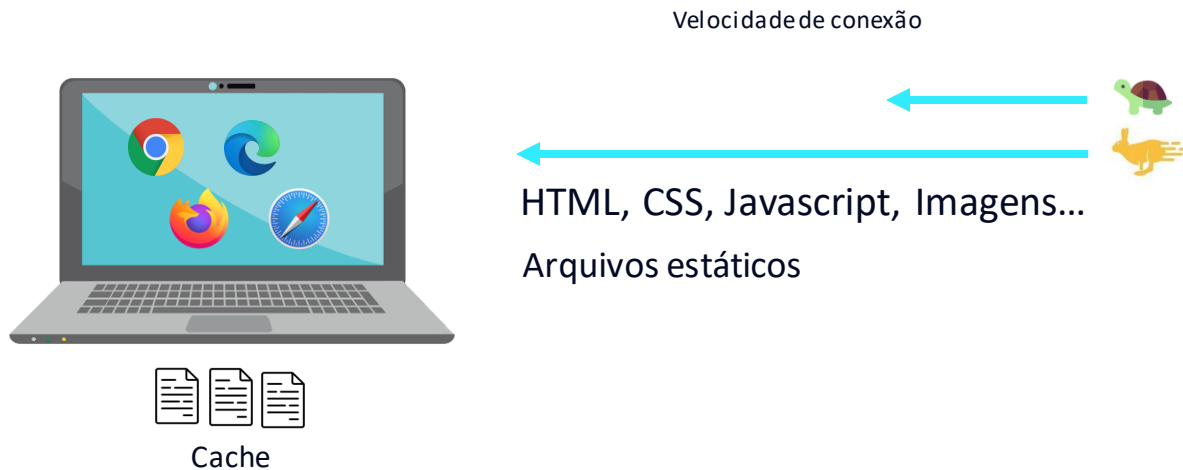 Velocidade de conexão
HTML, CSS, Javascript, Imagens...
Arquivos estáticos
Cache